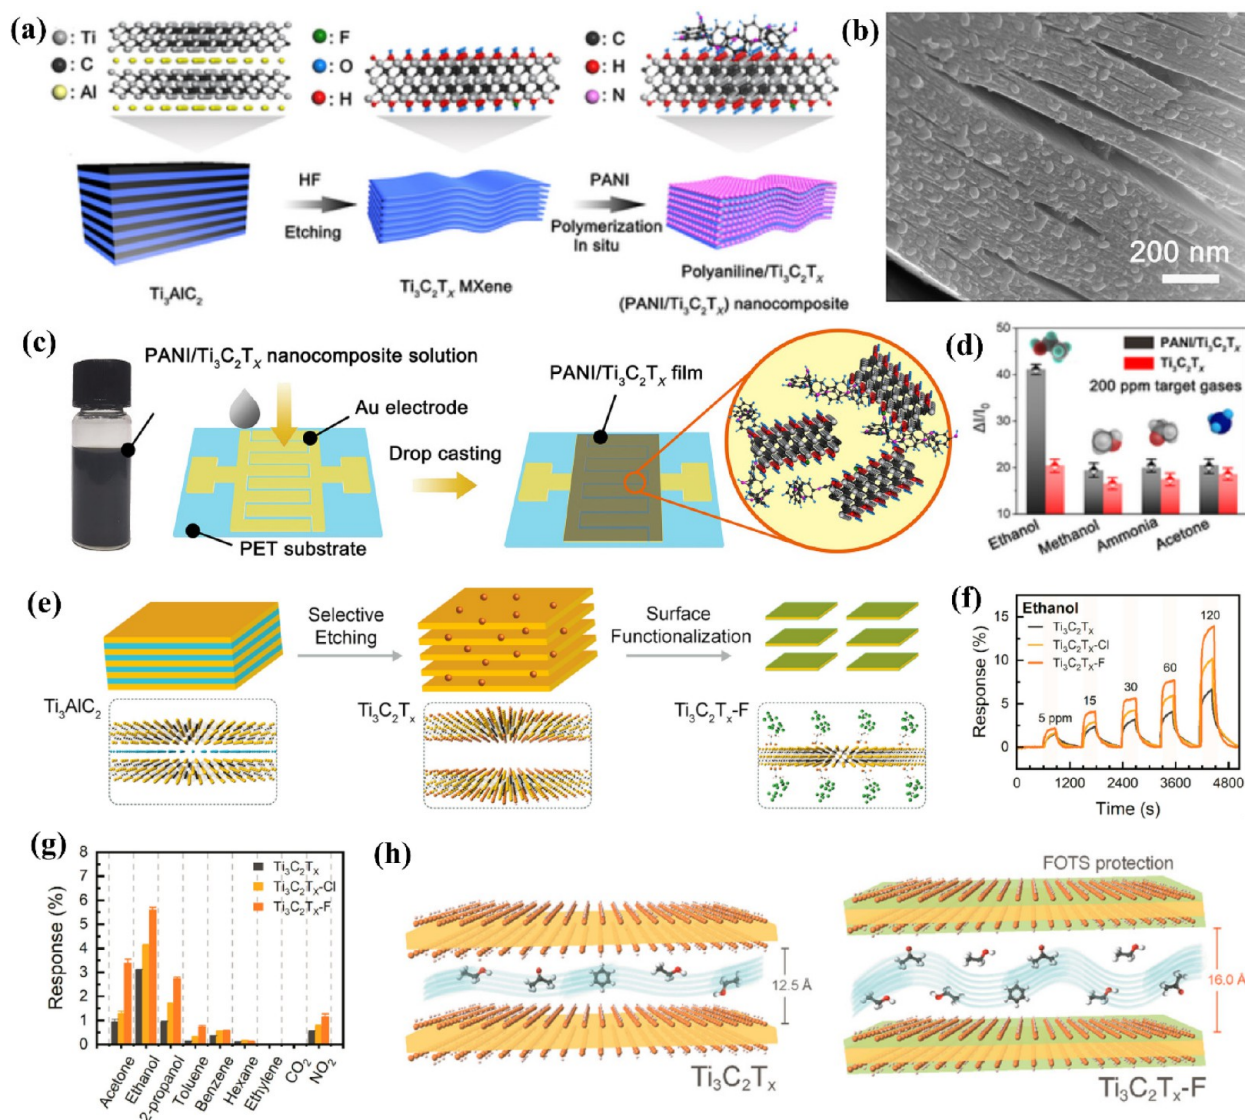 (a)
: Ti
: C
: Al
: F
: O
: H
: C
: H
: N
HF
Etching
PANI
Polymerization
In situ
Ti₃AlC₂
Ti₃C₂Tₓ MXene
Polyaniline/Ti₃C₂Tₓ
(PANI/Ti₃C₂Tₓ) nanocomposite
(b)
200 nm
(c)
PANI/Ti₃C₂Tₓ nanocomposite solution
Au electrode
Drop casting
PET substrate
PANI/Ti₃C₂Tₓ film
(d)
50
40
30
20
10
ΔI/I₀
PANI/Ti₃C₂Tₓ
Ti₃C₂Tₓ
200 ppm target gases
Ethanol
Methanol
Ammonia
Acetone
(e)
Selective
Etching
Surface
Functionalization
Ti₃AlC₂
Ti₃C₂Tₓ
Ti₃C₂Tₓ-F
(f)
Ethanol
Ti₃C₂Tₓ
Ti₃C₂Tₓ-Cl
Ti₃C₂Tₓ-F
5 ppm
15
30
60
120
15
10
5
0
Response (%)
0
1200
2400
3600
4800
Time (s)
(g)
8
7
6
5
4
3
2
1
0
Response (%)
Ti₃C₂Tₓ
Ti₃C₂Tₓ-Cl
Ti₃C₂Tₓ-F
Acetone
Ethanol
2-propanol
Toluene
Benzene
Hexane
Ethylene
CO₂
NO₂
(h)
12.5 Å
Ti₃C₂Tₓ
FOTS protection
16.0 Å
Ti₃C₂Tₓ-F